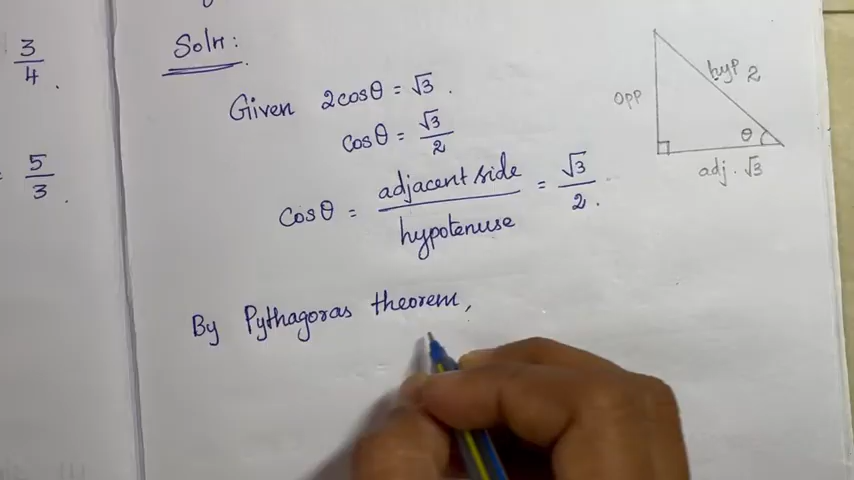 3/4.
= 5/3.
Soln:
Given 2cosθ = √3.
cosθ = √3/2
Cosθ = adjacent side/hypotenuse = √3/2.
By Pythagoras theorem,
opp
hyp 2
θ
adj. √3